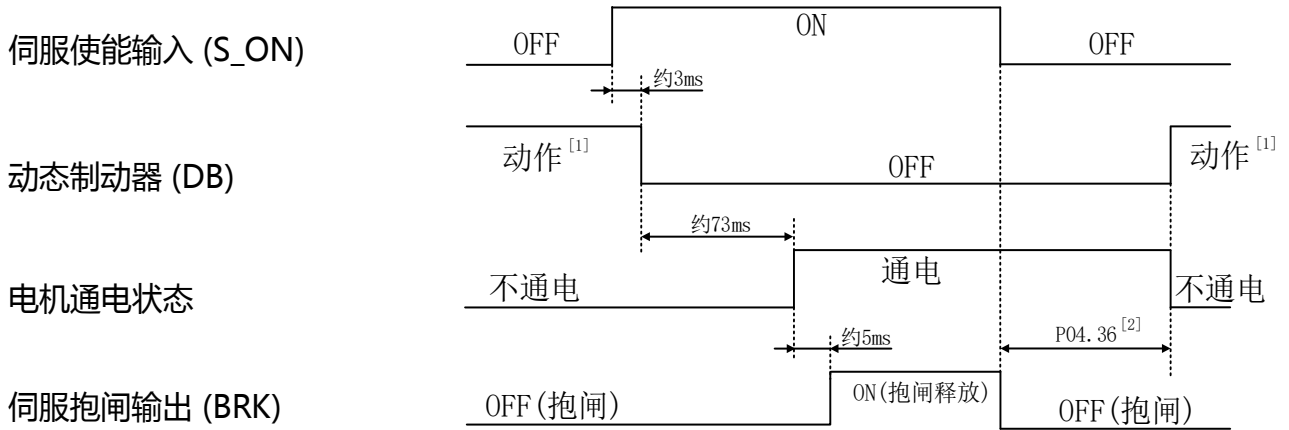 伺服使能输入 (S_ON)
OFF
ON
OFF
约3ms
动态制动器 (DB)
动作[1]
OFF
动作[1]
约73ms
电机通电状态
不通电
通电
不通电
约5ms
P04.36[2]
伺服抱闸输出 (BRK)
OFF(抱闸)
ON(抱闸释放)
OFF(抱闸)